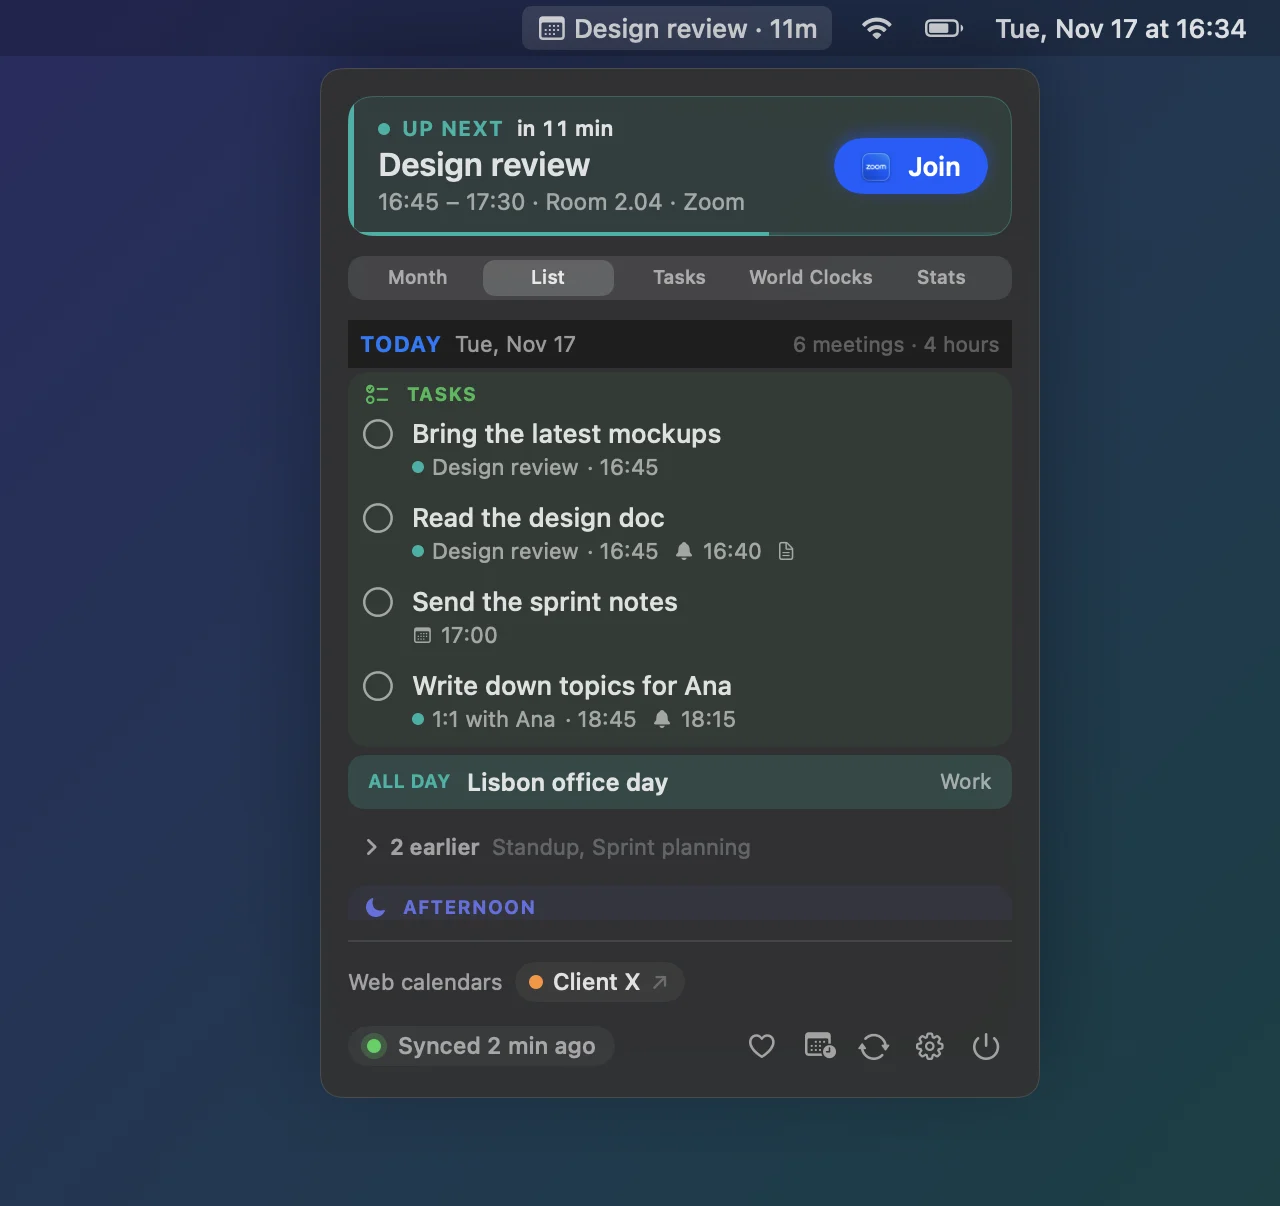 Design review · 11m
Tue, Nov 17 at 16:34
UP NEXT in 11 min
Design review
16:45 – 17:30 · Room 2.04 · Zoom
zoom Join
Month List Tasks World Clocks Stats
TODAY Tue, Nov 17 6 meetings · 4 hours
TASKS
Bring the latest mockups
Design review · 16:45
Read the design doc
Design review · 16:45 16:40
Send the sprint notes
17:00
Write down topics for Ana
1:1 with Ana · 18:45 18:15
ALL DAY Lisbon office day Work
2 earlier Standup, Sprint planning
AFTERNOON
Web calendars Client X
Synced 2 min ago